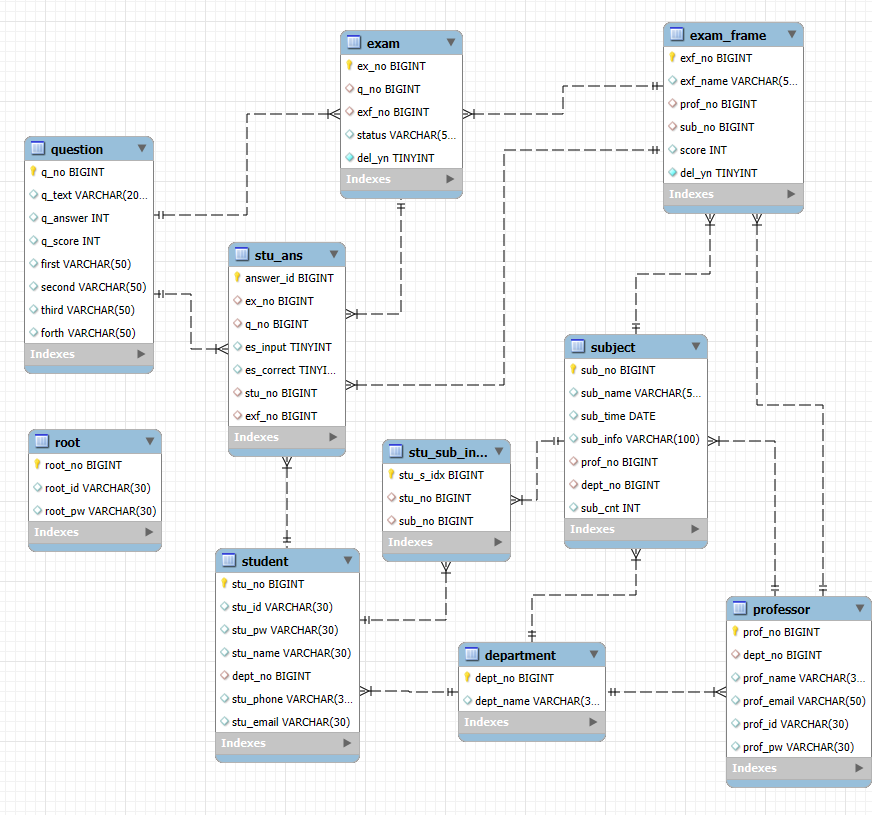 exam
ex_no BIGINT
q_no BIGINT
exf_no BIGINT
status VARCHAR(5...
del_yn TINYINT
Indexes
exam_frame
exf_no BIGINT
exf_name VARCHAR(5...
prof_no BIGINT
sub_no BIGINT
score INT
del_yn TINYINT
Indexes
question
q_no BIGINT
q_text VARCHAR(20...
q_answer INT
q_score INT
first VARCHAR(50)
second VARCHAR(50)
third VARCHAR(50)
forth VARCHAR(50)
Indexes
stu_ans
answer_id BIGINT
ex_no BIGINT
q_no BIGINT
es_input TINYINT
es_correct TINYI...
stu_no BIGINT
exf_no BIGINT
Indexes
subject
sub_no BIGINT
sub_name VARCHAR(5...
sub_time DATE
sub_info VARCHAR(100)
prof_no BIGINT
dept_no BIGINT
sub_cnt INT
Indexes
root
root_no BIGINT
root_id VARCHAR(30)
root_pw VARCHAR(30)
Indexes
stu_sub_in...
stu_s_idx BIGINT
stu_no BIGINT
sub_no BIGINT
Indexes
student
stu_no BIGINT
stu_id VARCHAR(30)
stu_pw VARCHAR(30)
stu_name VARCHAR(30)
dept_no BIGINT
stu_phone VARCHAR(3...
stu_email VARCHAR(30)
Indexes
department
dept_no BIGINT
dept_name VARCHAR(3...
Indexes
professor
prof_no BIGINT
dept_no BIGINT
prof_name VARCHAR(3...
prof_email VARCHAR(50)
prof_id VARCHAR(30)
prof_pw VARCHAR(30)
Indexes